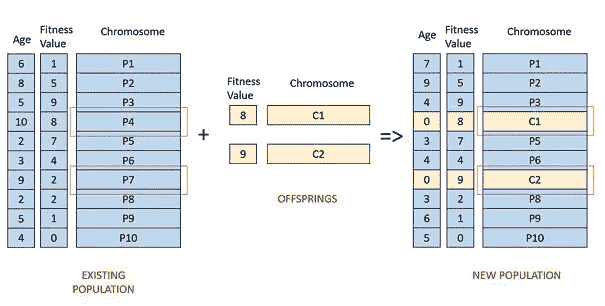 Age Fitness Value Chromosome
6 1 P1
8 5 P2
5 9 P3
10 8 P4
2 7 P5
3 4 P6
9 2 P7
2 2 P8
5 1 P9
4 0 P10
EXISTING
POPULATION
+
Fitness Value Chromosome
8 C1
9 C2
OFFSPRINGS
=>
Age Fitness Value Chromosome
7 1 P1
9 5 P2
4 9 P3
0 8 C1
3 7 P5
4 4 P6
0 9 C2
3 2 P8
6 1 P9
5 0 P10
NEW POPULATION